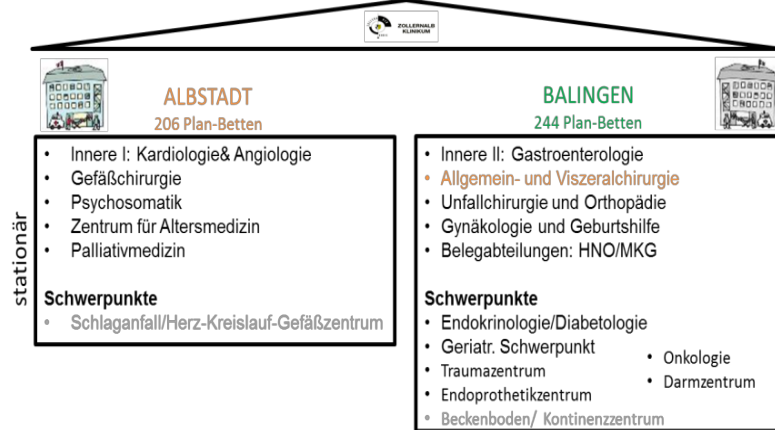 ZOLLERNALB
KLINIKUM
ALBSTADT
206 Plan-Betten
BALINGEN
244 Plan-Betten
stationär
• Innere I: Kardiologie& Angiologie
• Gefäßchirurgie
• Psychosomatik
• Zentrum für Altersmedizin
• Palliativmedizin
Schwerpunkte
• Schlaganfall/Herz-Kreislauf-Gefäßzentrum
• Innere II: Gastroenterologie
• Allgemein- und Viszeralchirurgie
• Unfallchirurgie und Orthopädie
• Gynäkologie und Geburtshilfe
• Belegabteilungen: HNO/MKG
Schwerpunkte
• Endokrinologie/Diabetologie
• Geriatr. Schwerpunkt
• Traumazentrum
• Endoprothetikzentrum
• Beckenboden/ Kontinenzzentrum
• Onkologie
• Darmzentrum